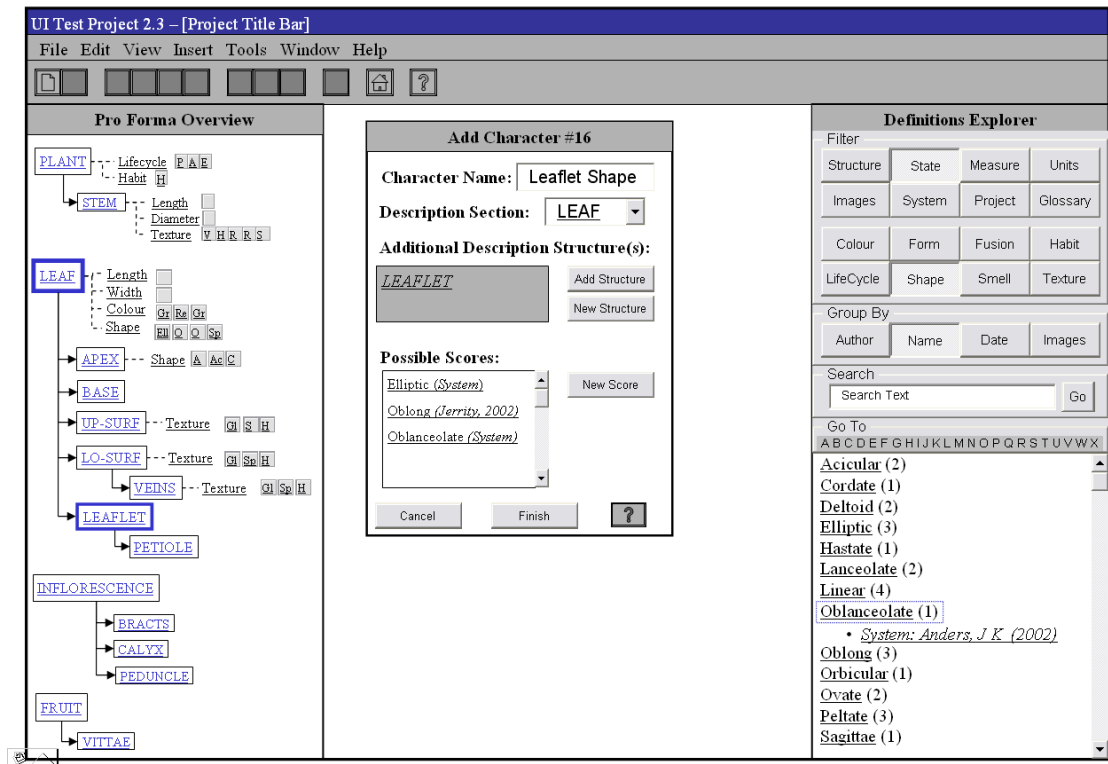 UI Test Project 2.3 – [Project Title Bar]
File Edit View Insert Tools Window Help
?
Pro Forma Overview
PLANT
Lifecycle P A E
Habit H
STEM
Length
Diameter
Texture V H R R S
LEAF
Length
Width
Colour Gr Re Gr
Shape Ell O O Sp
APEX Shape A Ac C
BASE
UP-SURF Texture Gl S H
LO-SURF Texture Gl Sp H
VEINS Texture Gl Sp H
LEAFLET
PETIOLE
INFLORESCENCE
BRACTS
CALYX
PEDUNCLE
FRUIT
VITTAE
Add Character #16
Character Name: Leaflet Shape
Description Section: LEAF
Additional Description Structure(s):
LEAFLET
Add Structure
New Structure
Possible Scores:
Elliptic (System)
Oblong (Jerrity, 2002)
Oblanceolate (System)
New Score
Cancel Finish ?
Definitions Explorer
Filter
Structure State Measure Units
Images System Project Glossary
Colour Form Fusion Habit
LifeCycle Shape Smell Texture
Group By
Author Name Date Images
Search
Search Text Go
Go To
A B C D E F G H I J K L M N O P Q R S T U V W X
Acicular (2)
Cordate (1)
Deltoid (2)
Elliptic (3)
Hastate (1)
Lanceolate (2)
Linear (4)
Oblanceolate (1)
• System: Anders, J K (2002)
Oblong (3)
Orbicular (1)
Ovate (2)
Peltate (3)
Sagittae (1)